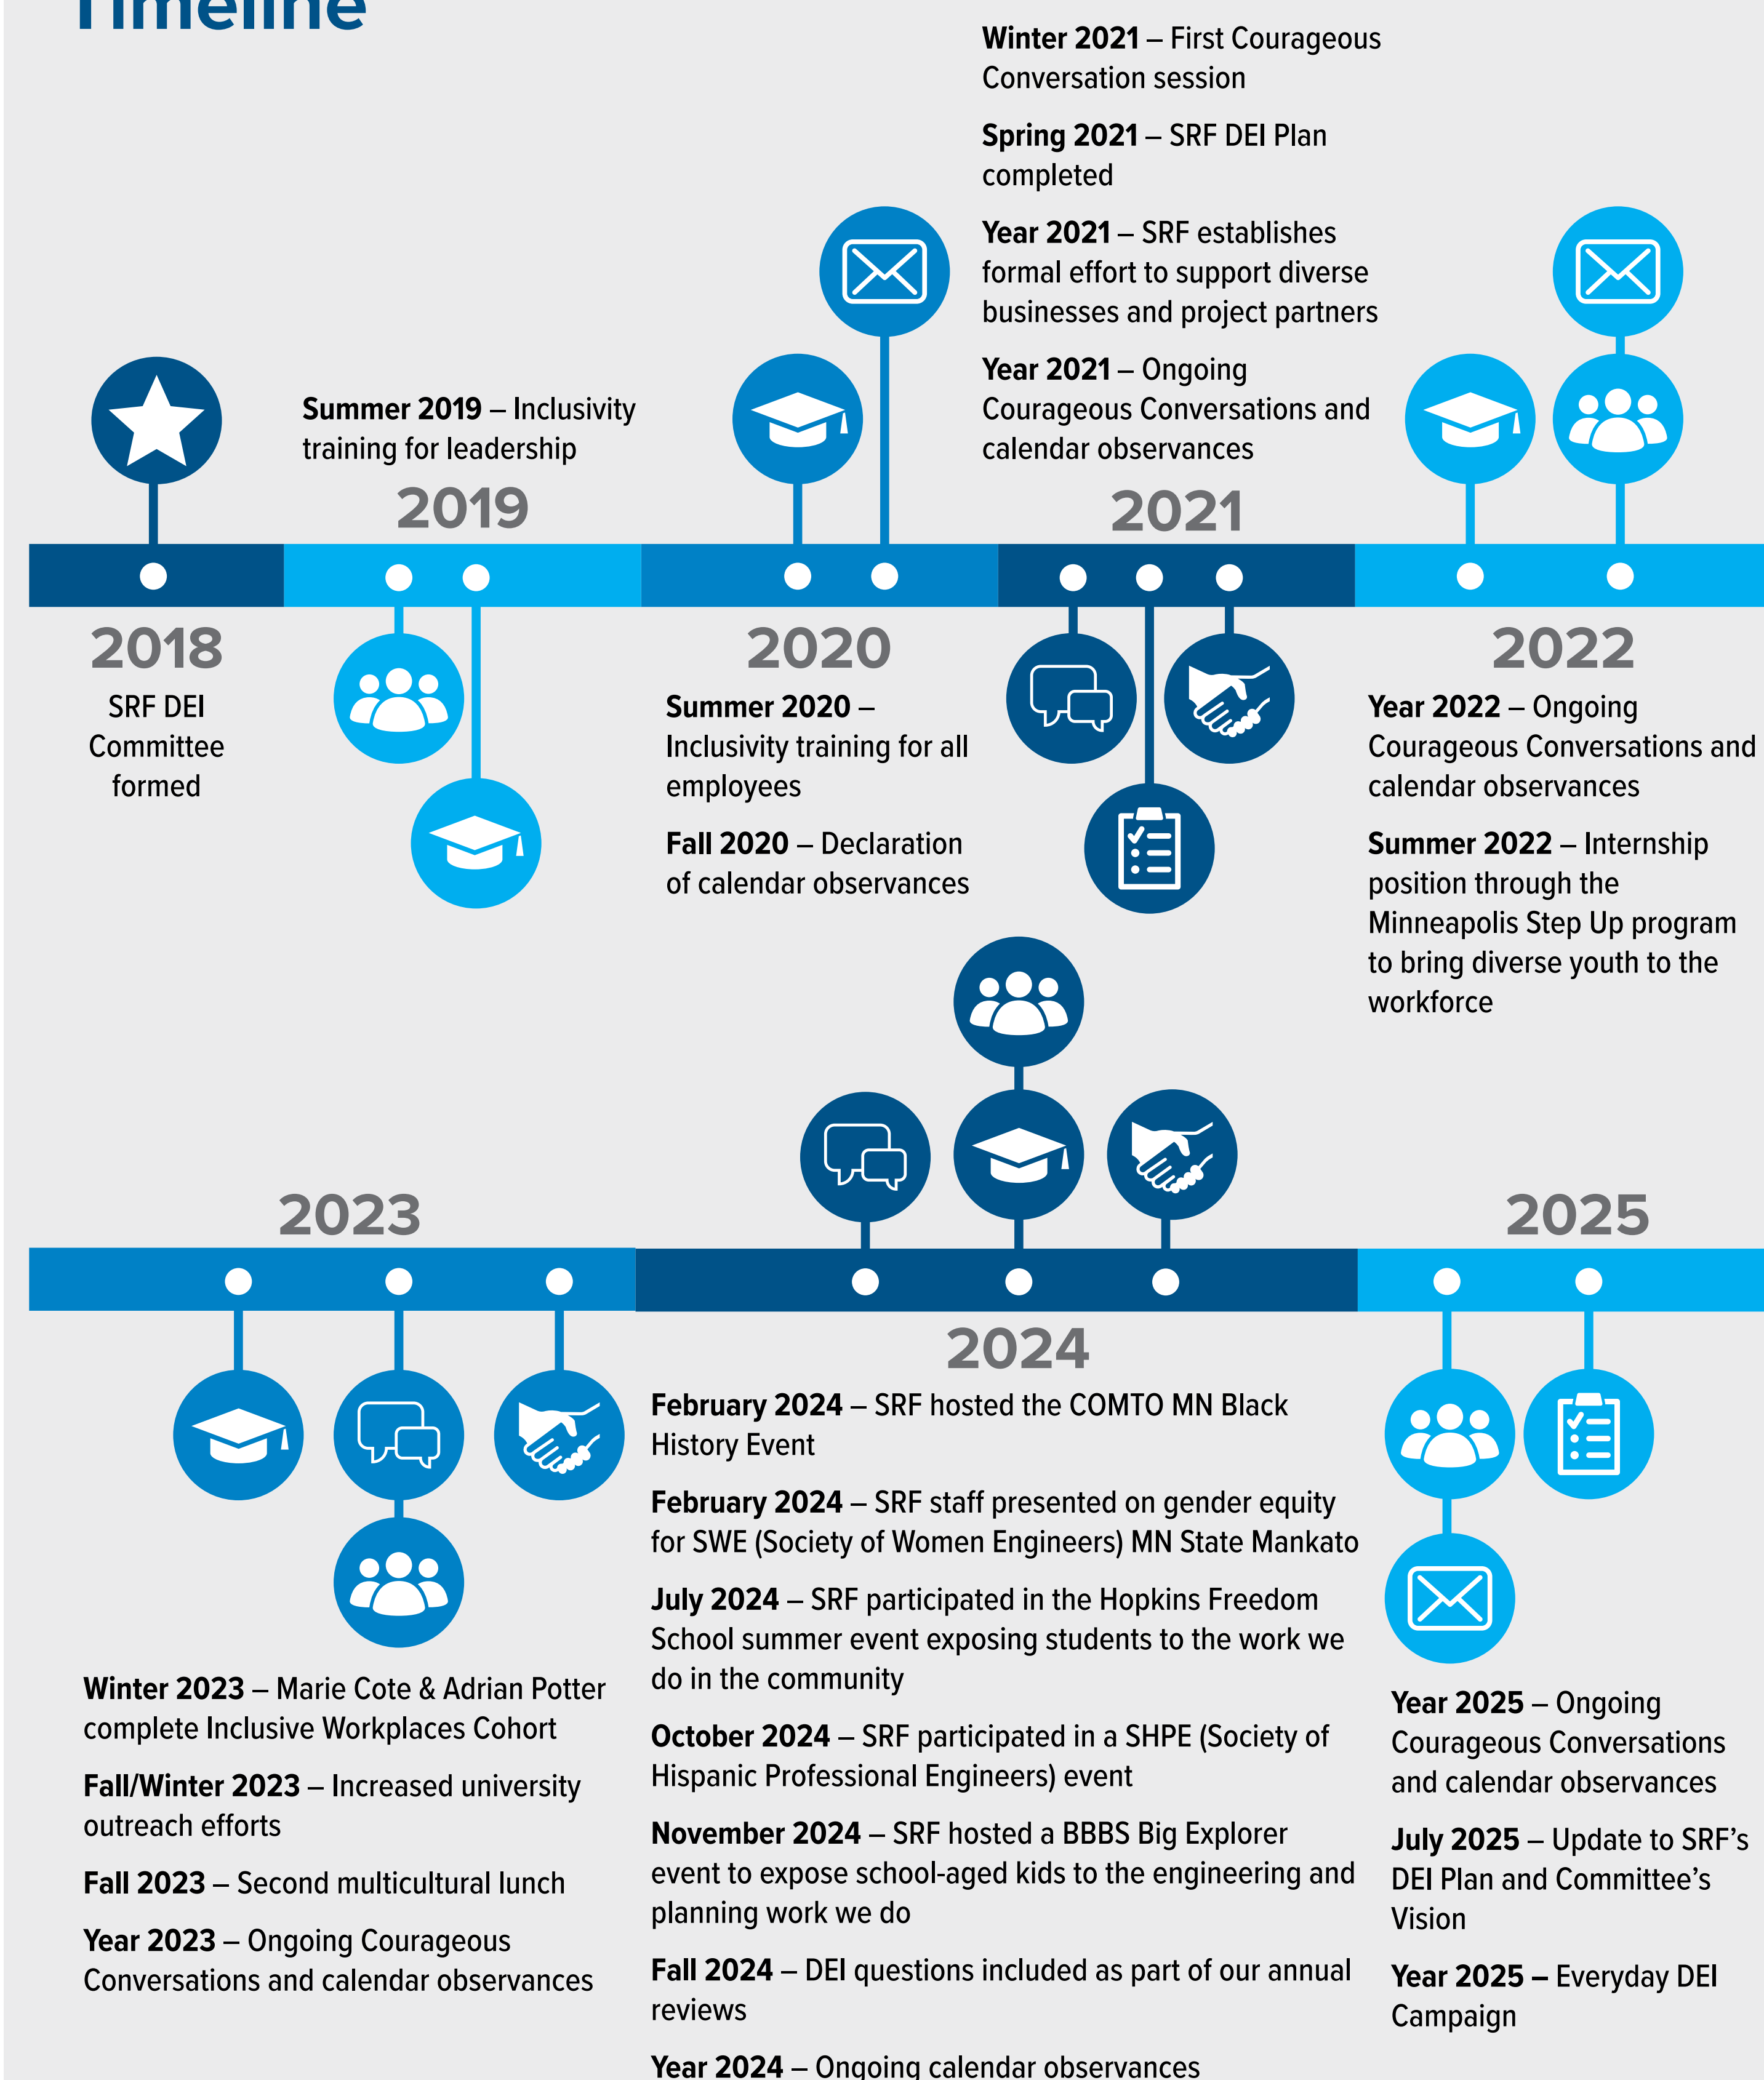 Timeline
2018
SRF DEI
Committee
formed
Summer 2019 – Inclusivity
training for leadership
2019
2020
Summer 2020 –
Inclusivity training for all
employees
Fall 2020 – Declaration
of calendar observances
Winter 2021 – First Courageous
Conversation session
Spring 2021 – SRF DEI Plan
completed
Year 2021 – SRF establishes
formal effort to support diverse
businesses and project partners
Year 2021 – Ongoing
Courageous Conversations and
calendar observances
2021
2022
Year 2022 – Ongoing
Courageous Conversations and
calendar observances
Summer 2022 – Internship
position through the
Minneapolis Step Up program
to bring diverse youth to the
workforce
2023
Winter 2023 – Marie Cote & Adrian Potter
complete Inclusive Workplaces Cohort
Fall/Winter 2023 – Increased university
outreach efforts
Fall 2023 – Second multicultural lunch
Year 2023 – Ongoing Courageous
Conversations and calendar observances
2024
February 2024 – SRF hosted the COMTO MN Black
History Event
February 2024 – SRF staff presented on gender equity
for SWE (Society of Women Engineers) MN State Mankato
July 2024 – SRF participated in the Hopkins Freedom
School summer event exposing students to the work we
do in the community
October 2024 – SRF participated in a SHPE (Society of
Hispanic Professional Engineers) event
November 2024 – SRF hosted a BBBS Big Explorer
event to expose school-aged kids to the engineering and
planning work we do
Fall 2024 – DEI questions included as part of our annual
reviews
Year 2024 – Ongoing calendar observances
2025
Year 2025 – Ongoing
Courageous Conversations
and calendar observances
July 2025 – Update to SRF’s
DEI Plan and Committee’s
Vision
Year 2025 – Everyday DEI
Campaign